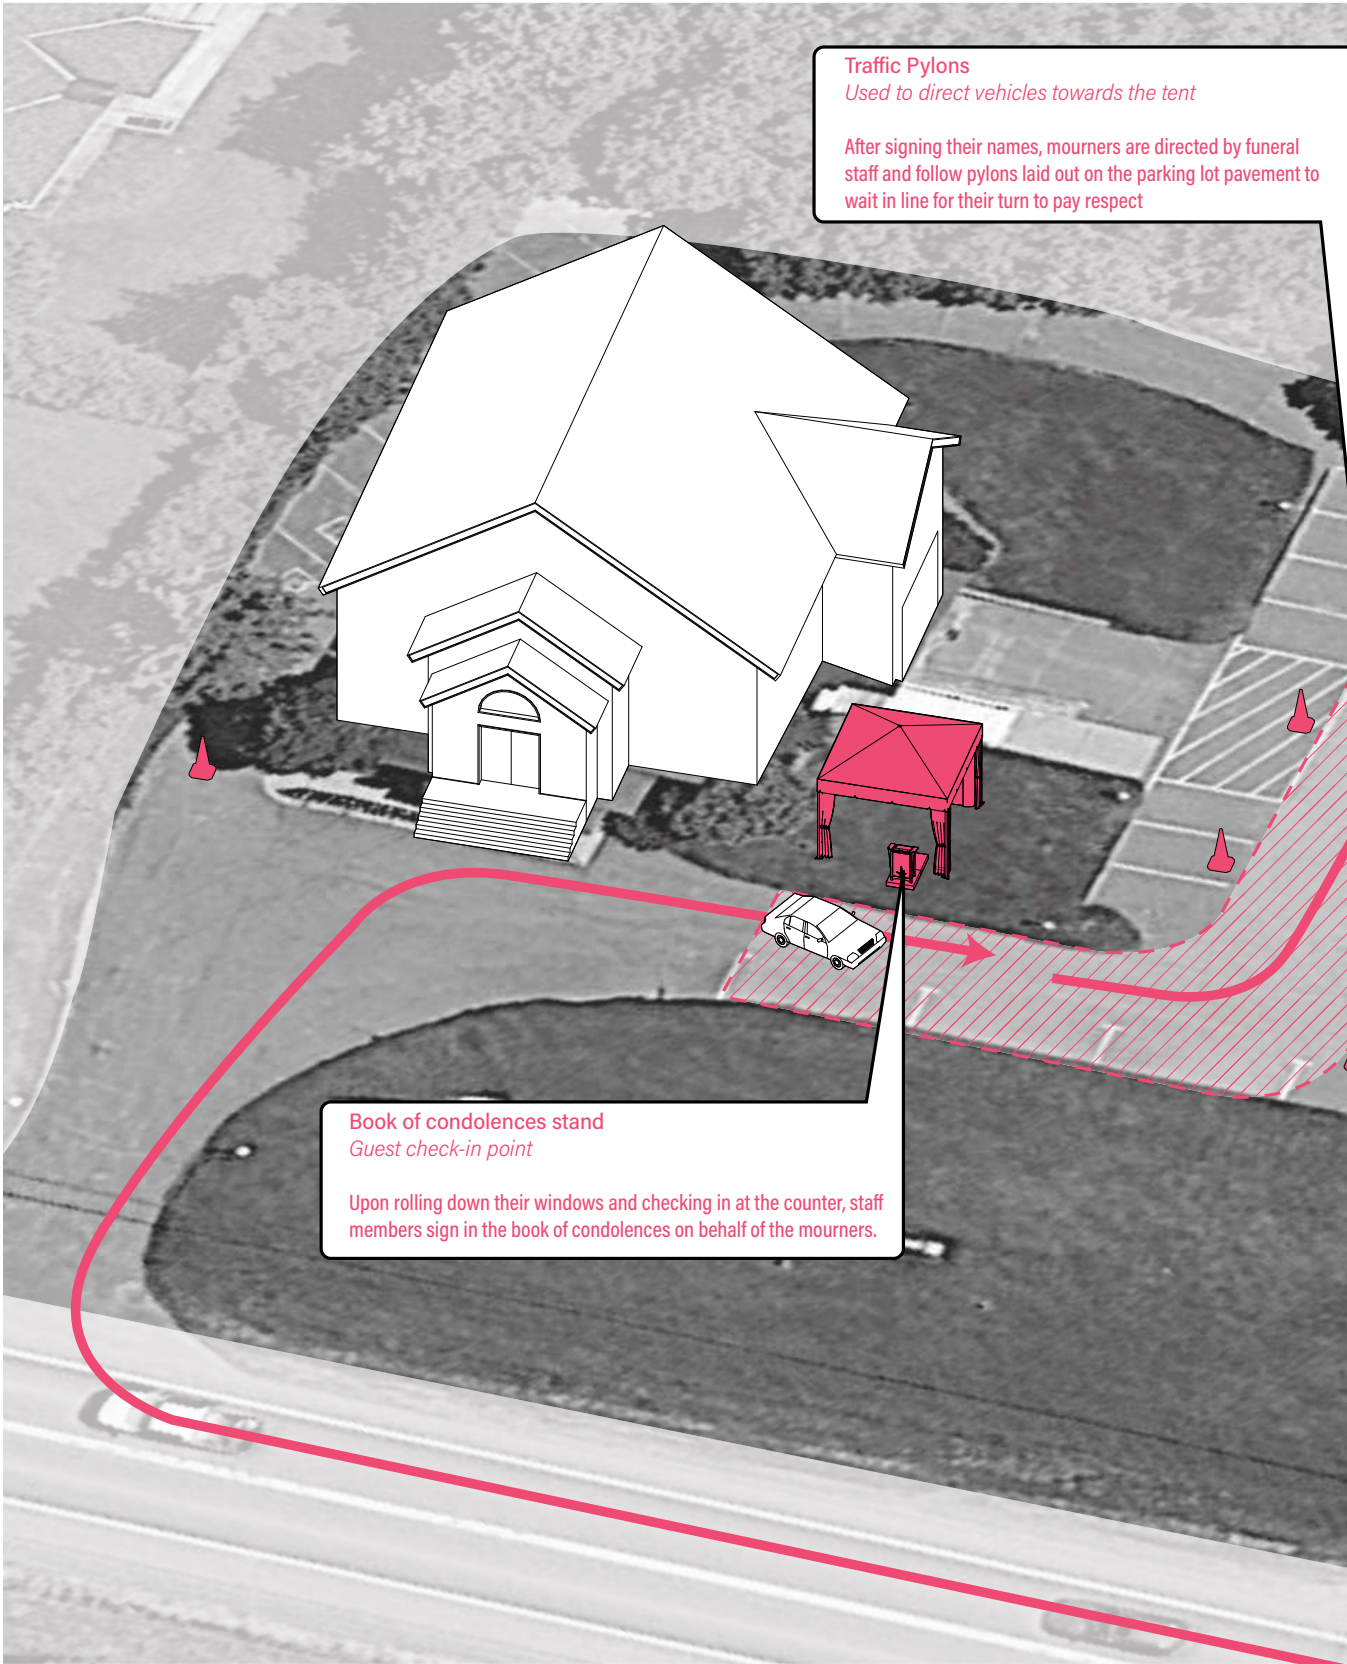 Traffic Pylons
Used to direct vehicles towards the tent
After signing their names, mourners are directed by funeral
staff and follow pylons laid out on the parking lot pavement to
wait in line for their turn to pay respect
Book of condolences stand
Guest check-in point
Upon rolling down their windows and checking in at the counter, staff
members sign in the book of condolences on behalf of the mourners.